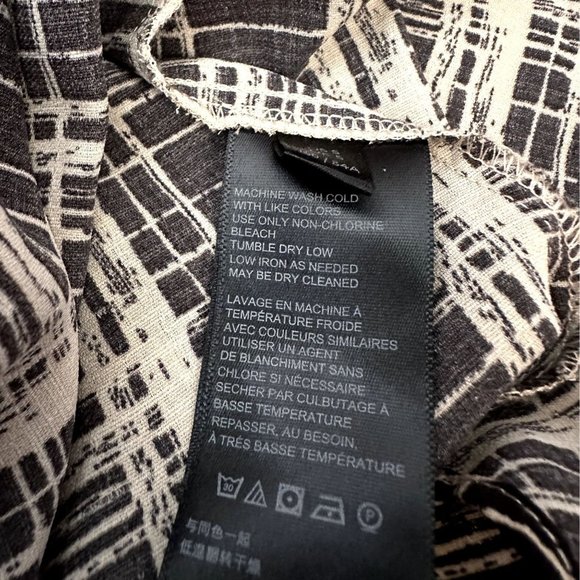 MACHINE WASH COLD
WITH LIKE COLORS
USE ONLY NON-CHLORINE
BLEACH
TUMBLE DRY LOW
LOW IRON AS NEEDED
MAY BE DRY CLEANED
LAVAGE EN MACHINE À
TEMPÉRATURE FROIDE
AVEC COULEURS SIMILAIRES
UTILISER UN AGENT
DE BLANCHIMENT SANS
CHLORE SI NÉCESSAIRE
SECHER PAR CULBUTAGE À
BASSE TEMPERATURE
REPASSER, AU BESOIN,
À TRÉS BASSE TEMPÉRATURE
30 P
与同色一起
低温翻转干燥